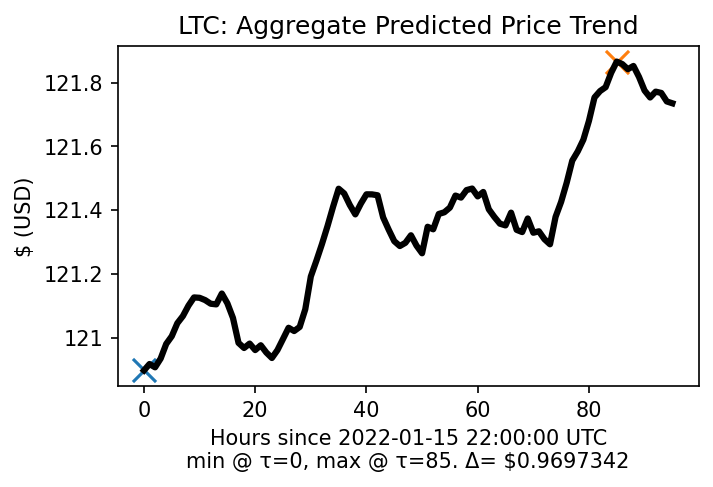 LTC: Aggregate Predicted Price Trend
$ (USD)
121.8
121.6
121.4
121.2
121
0 20 40 60 80
Hours since 2022-01-15 22:00:00 UTC
min @ τ=0, max @ τ=85. Δ= $0.9697342